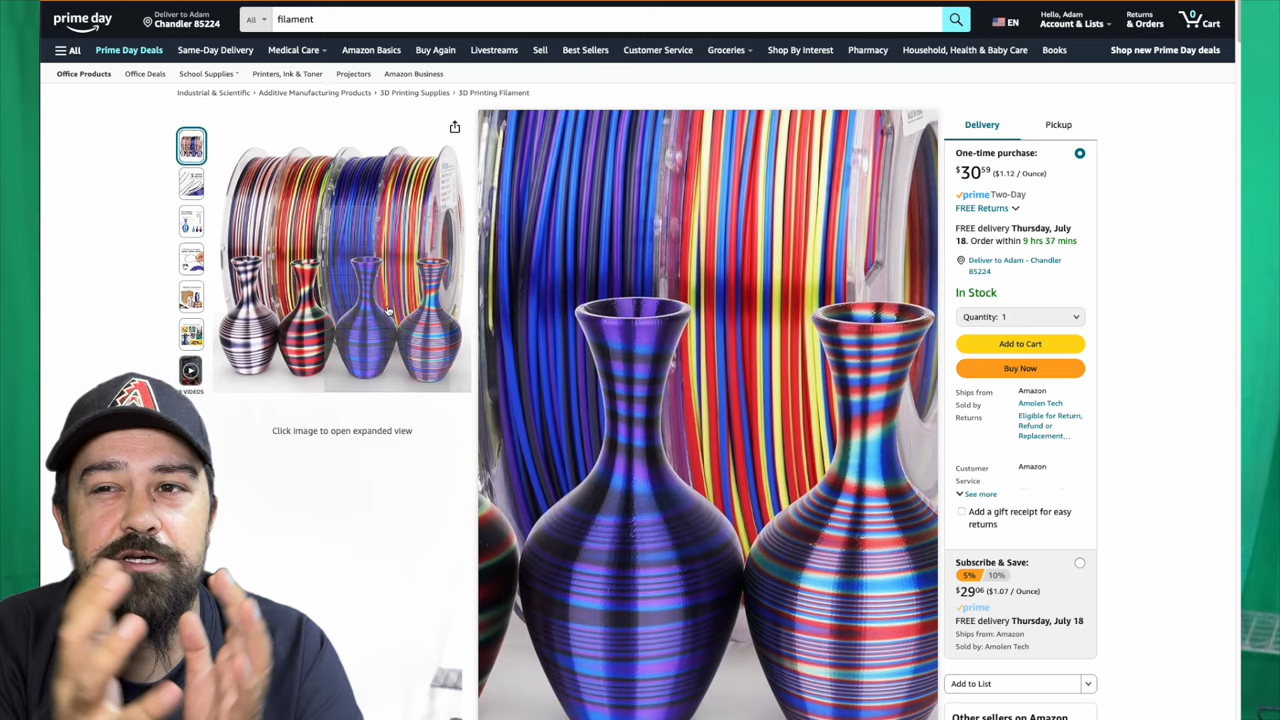 prime day
Deliver to Adam
Chandler 85224
All
filament
EN
Hello, Adam
Account & Lists
Returns
& Orders
0
Cart
All
Prime Day Deals
Same-Day Delivery
Medical Care
Amazon Basics
Buy Again
Livestreams
Sell
Best Sellers
Customer Service
Groceries
Shop By Interest
Pharmacy
Household, Health & Baby Care
Books
Shop new Prime Day deals
Office Products
Office Deals
School Supplies
Printers, Ink & Toner
Projectors
Amazon Business
Industrial & Scientific > Additive Manufacturing Products > 3D Printing Supplies > 3D Printing Filament
VIDEOS
Click image to open expanded view
Delivery
Pickup
One-time purchase:
$30 59 ($1.12 / Ounce)
prime Two-Day
FREE Returns
FREE delivery Thursday, July
18. Order within 9 hrs 37 mins
Deliver to Adam - Chandler
85224
In Stock
Quantity: 1
Add to Cart
Buy Now
Ships from Amazon
Sold by Amolen Tech
Returns Eligible for Return,
Refund or
Replacement…
Customer Amazon
Service
See more
Add a gift receipt for easy
returns
Subscribe & Save:
5% 10%
$29 06 ($1.07 / Ounce)
prime
FREE delivery Thursday, July 18
Ships from: Amazon
Sold by: Amolen Tech
Add to List
Other sellers on Amazon